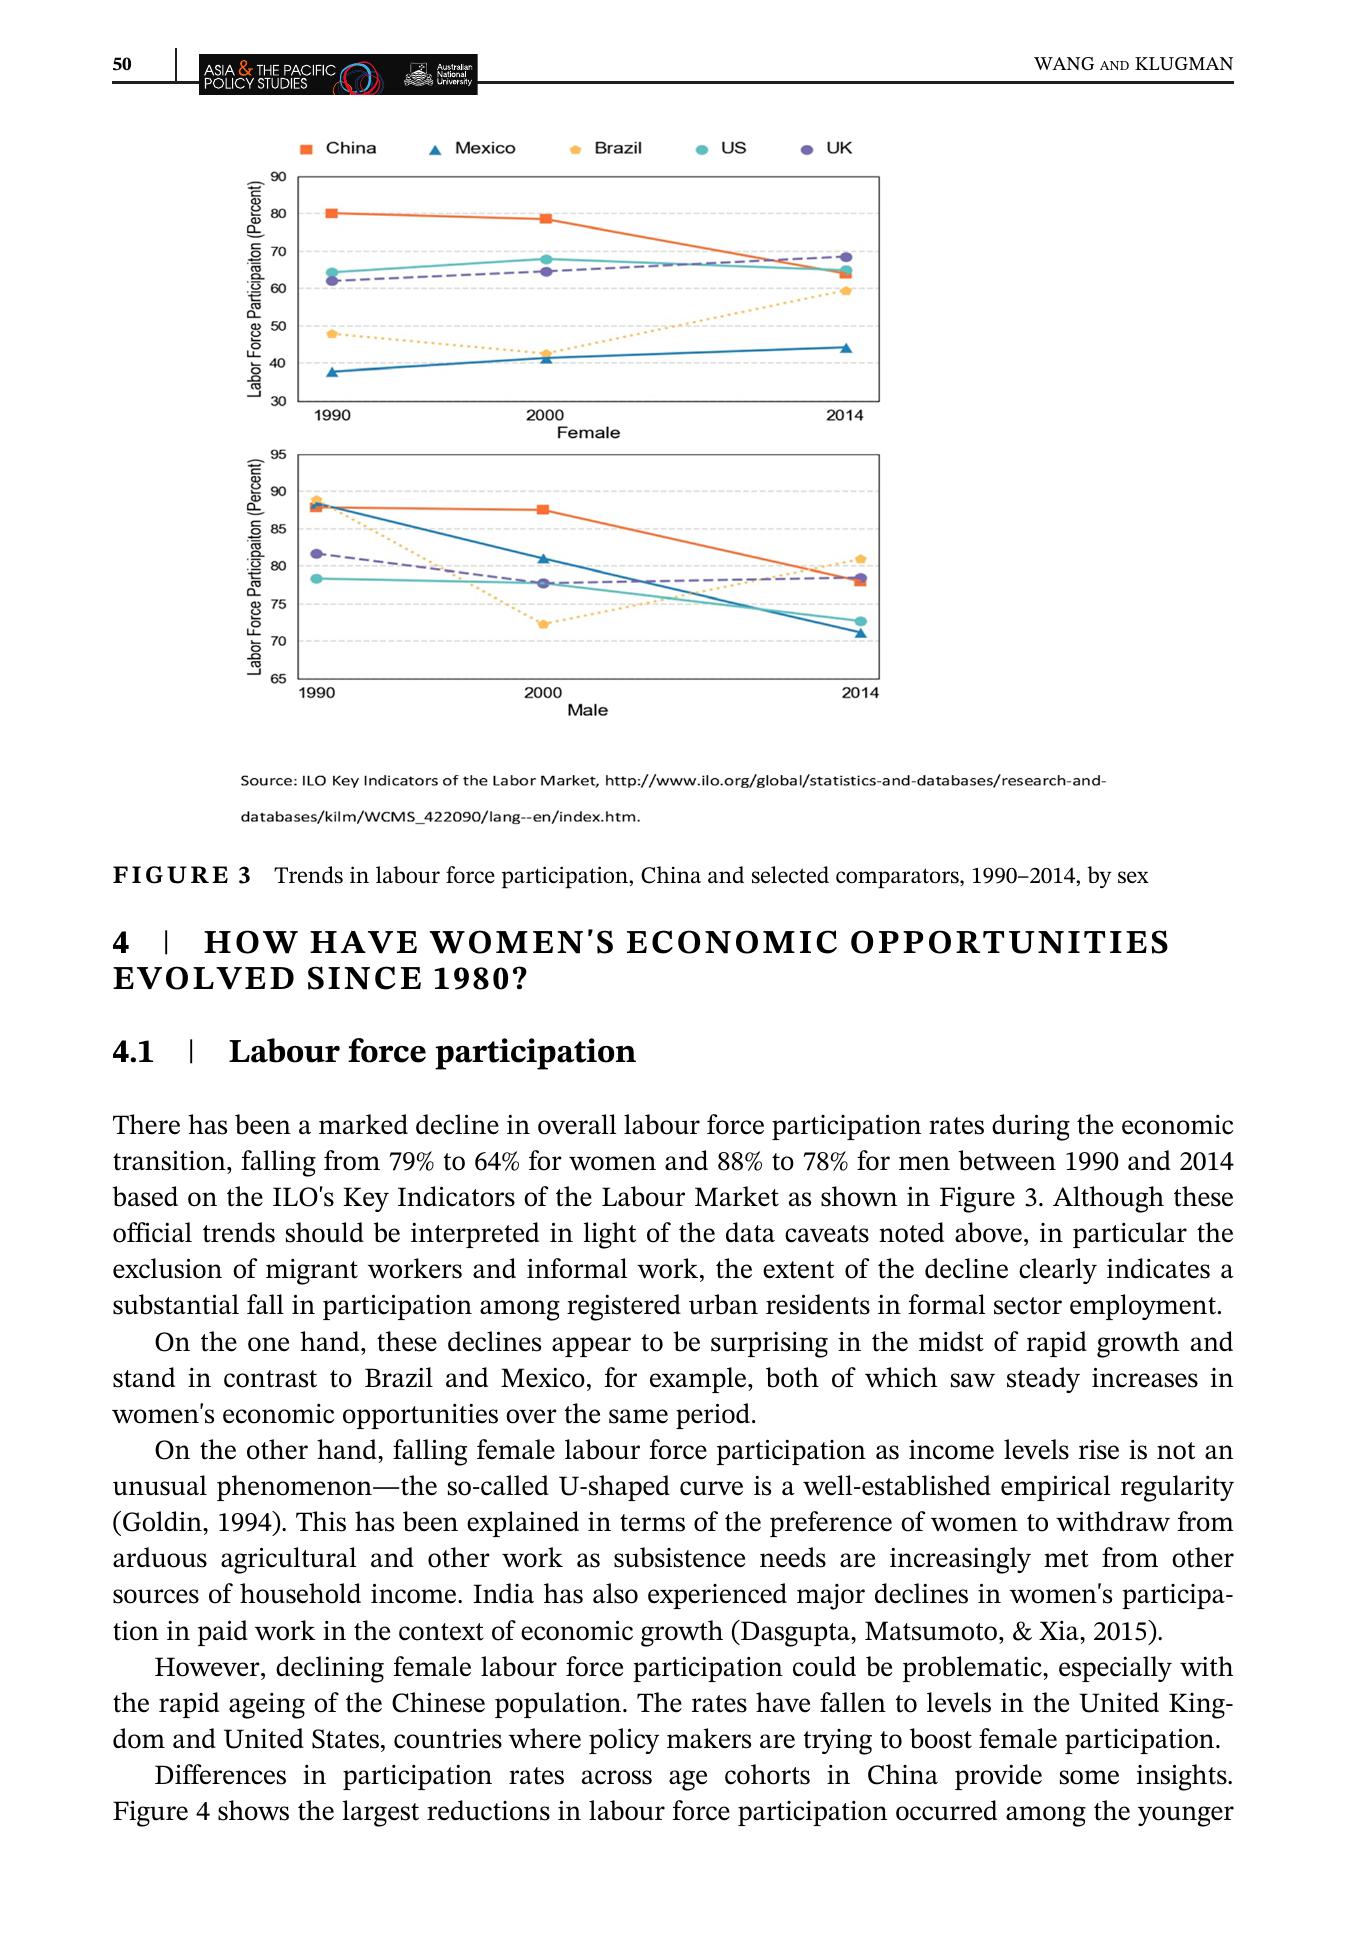 50
ASIA & THE PACIFIC
POLICY STUDIES
Australian
National
University
WANG AND KLUGMAN
China Mexico Brazil US UK
Labor Force Participaiton (Percent)
90
80
70
60
50
40
30
1990 2000 2014
Female
Labor Force Participaiton (Percent)
95
90
85
80
75
70
65
1990 2000 2014
Male
Source: ILO Key Indicators of the Labor Market, http://www.ilo.org/global/statistics-and-databases/research-and-
databases/kilm/WCMS_422090/lang--en/index.htm.
FIGURE 3 Trends in labour force participation, China and selected comparators, 1990–2014, by sex
4 | HOW HAVE WOMEN'S ECONOMIC OPPORTUNITIES
EVOLVED SINCE 1980?
4.1 | Labour force participation
There has been a marked decline in overall labour force participation rates during the economic
transition, falling from 79% to 64% for women and 88% to 78% for men between 1990 and 2014
based on the ILO's Key Indicators of the Labour Market as shown in Figure 3. Although these
official trends should be interpreted in light of the data caveats noted above, in particular the
exclusion of migrant workers and informal work, the extent of the decline clearly indicates a
substantial fall in participation among registered urban residents in formal sector employment.
On the one hand, these declines appear to be surprising in the midst of rapid growth and
stand in contrast to Brazil and Mexico, for example, both of which saw steady increases in
women's economic opportunities over the same period.
On the other hand, falling female labour force participation as income levels rise is not an
unusual phenomenon—the so-called U-shaped curve is a well-established empirical regularity
(Goldin, 1994). This has been explained in terms of the preference of women to withdraw from
arduous agricultural and other work as subsistence needs are increasingly met from other
sources of household income. India has also experienced major declines in women's participa-
tion in paid work in the context of economic growth (Dasgupta, Matsumoto, & Xia, 2015).
However, declining female labour force participation could be problematic, especially with
the rapid ageing of the Chinese population. The rates have fallen to levels in the United King-
dom and United States, countries where policy makers are trying to boost female participation.
Differences in participation rates across age cohorts in China provide some insights.
Figure 4 shows the largest reductions in labour force participation occurred among the younger